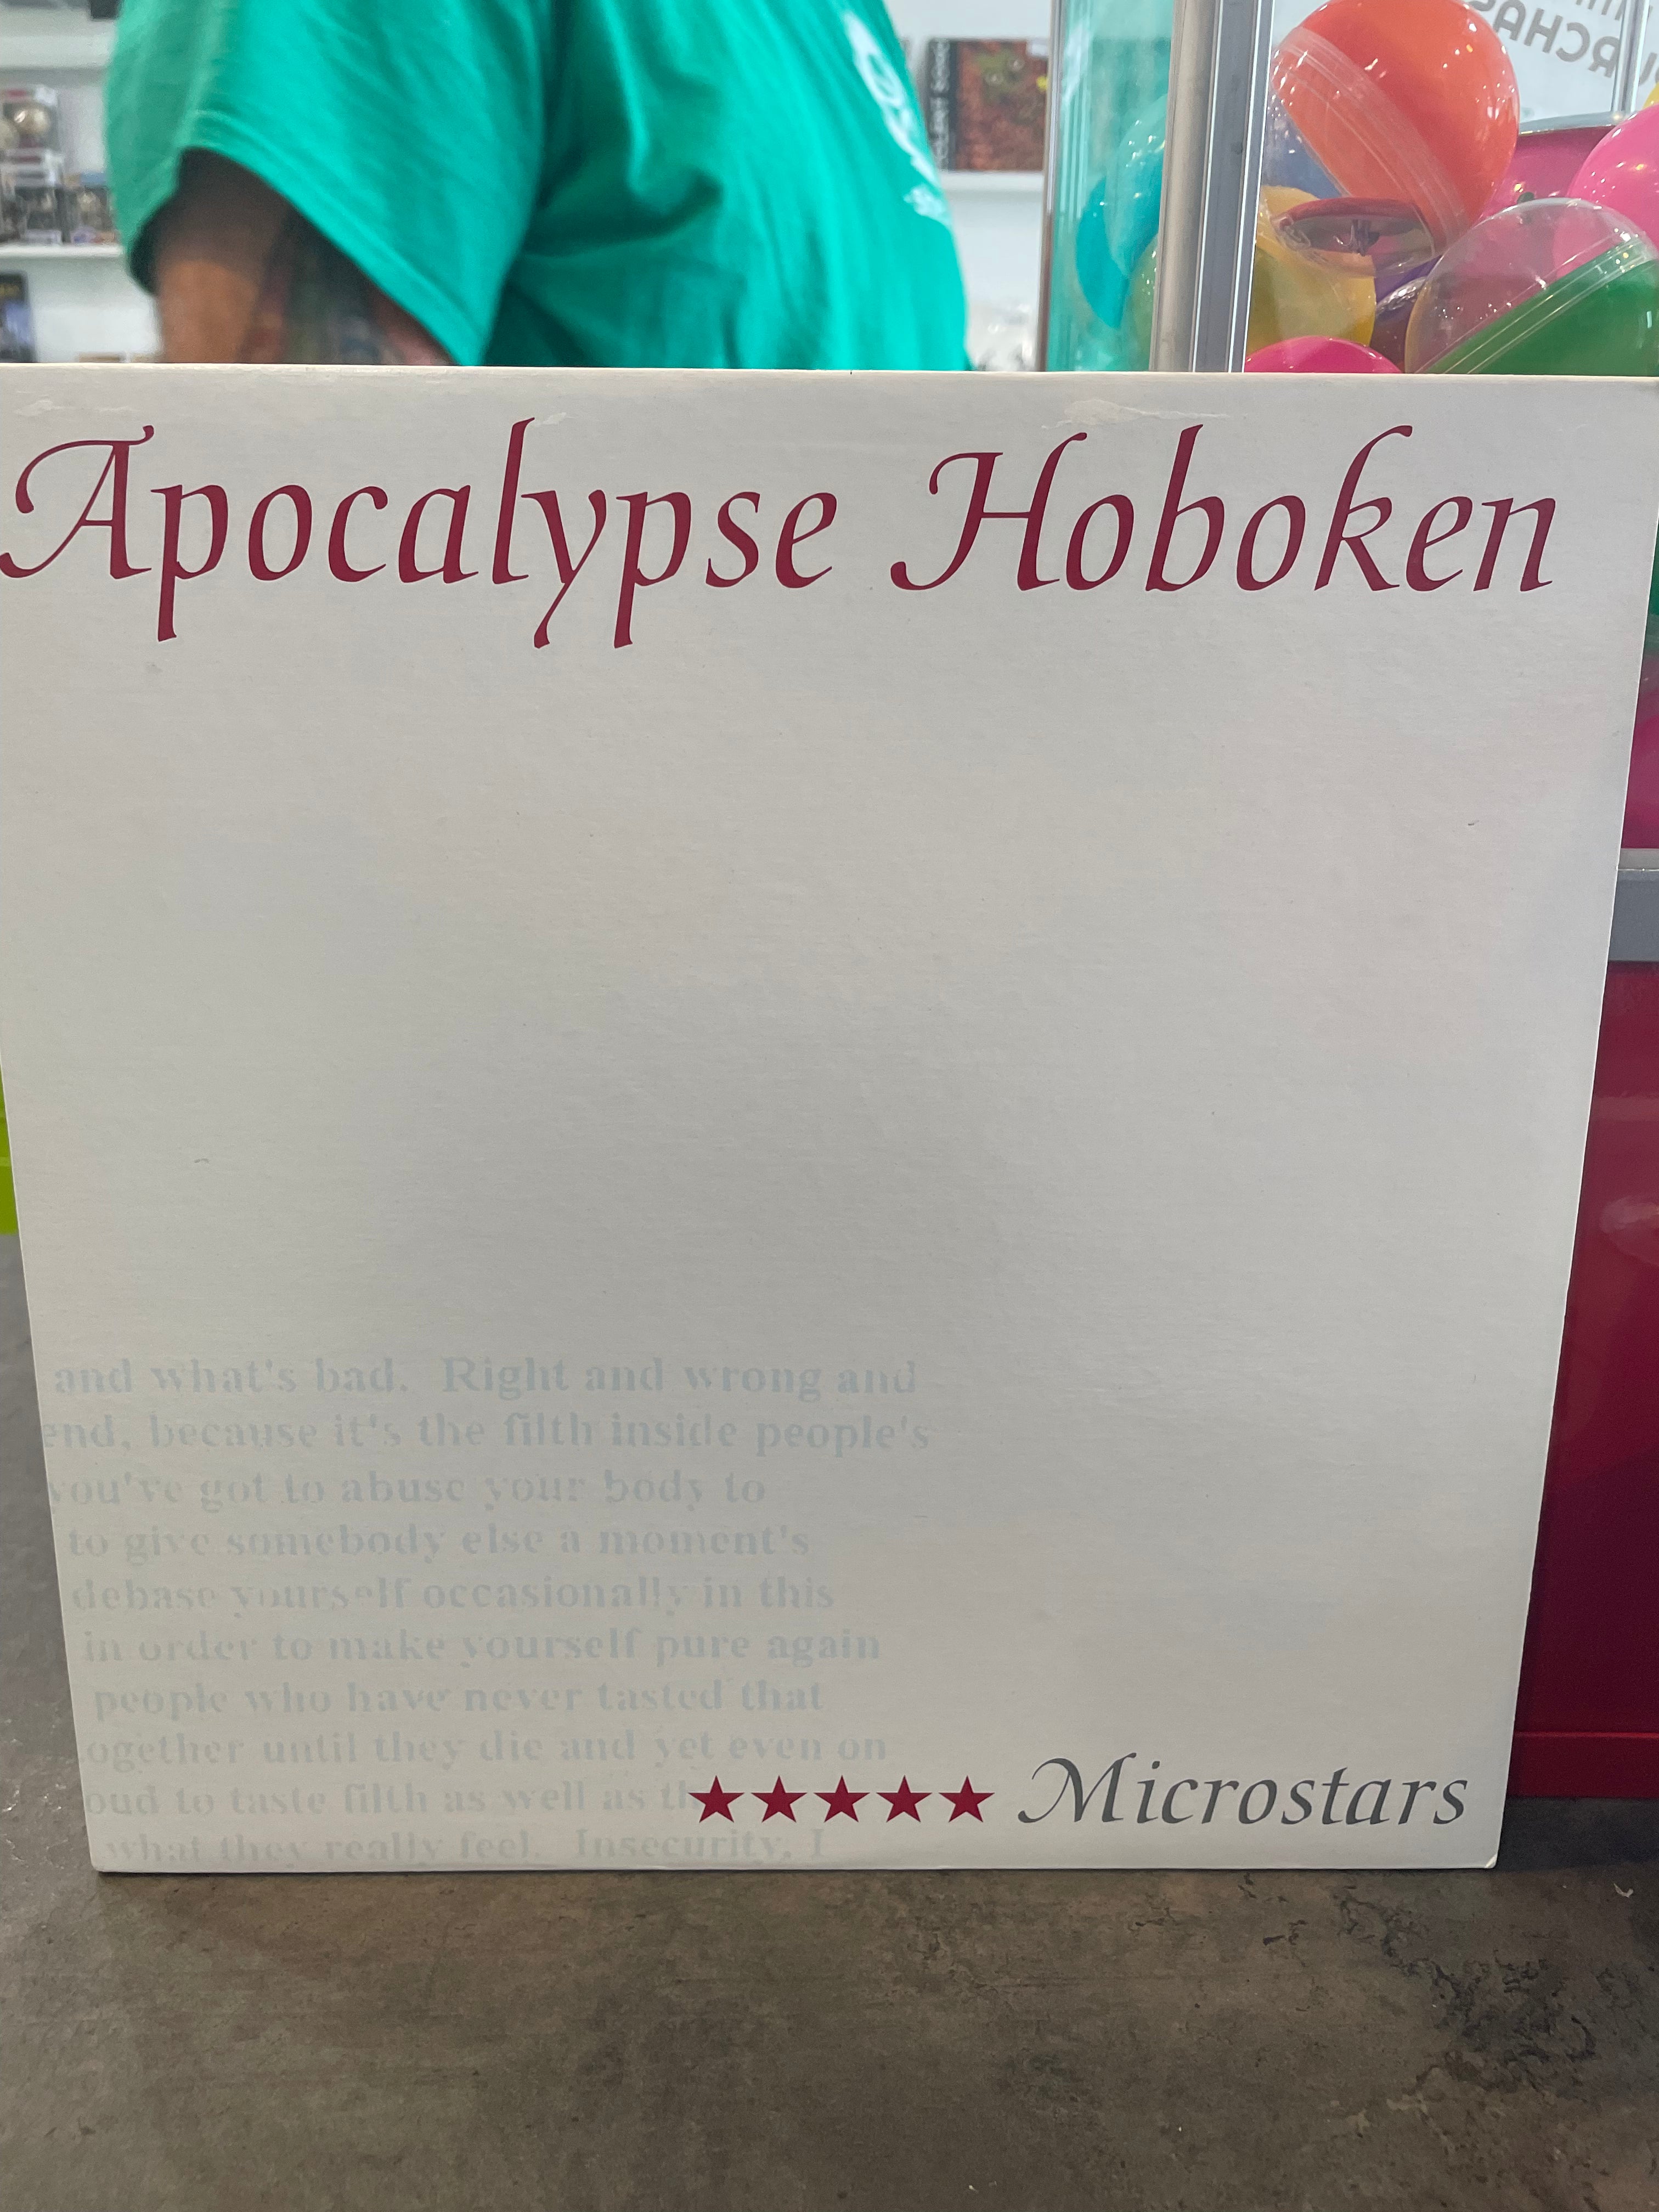 Apocalypse Hoboken
and what's bad. Right and wrong and
end, because it's the filth inside people's
you've got to abuse your body to
to give somebody else a moment's
debase yourself occasionally in this
in order to make yourself pure again
people who have never tasted that
ogether until they die and yet even on
oud to taste filth as well as th
★★★★★ Microstars
what they really feel. Insecurity, I